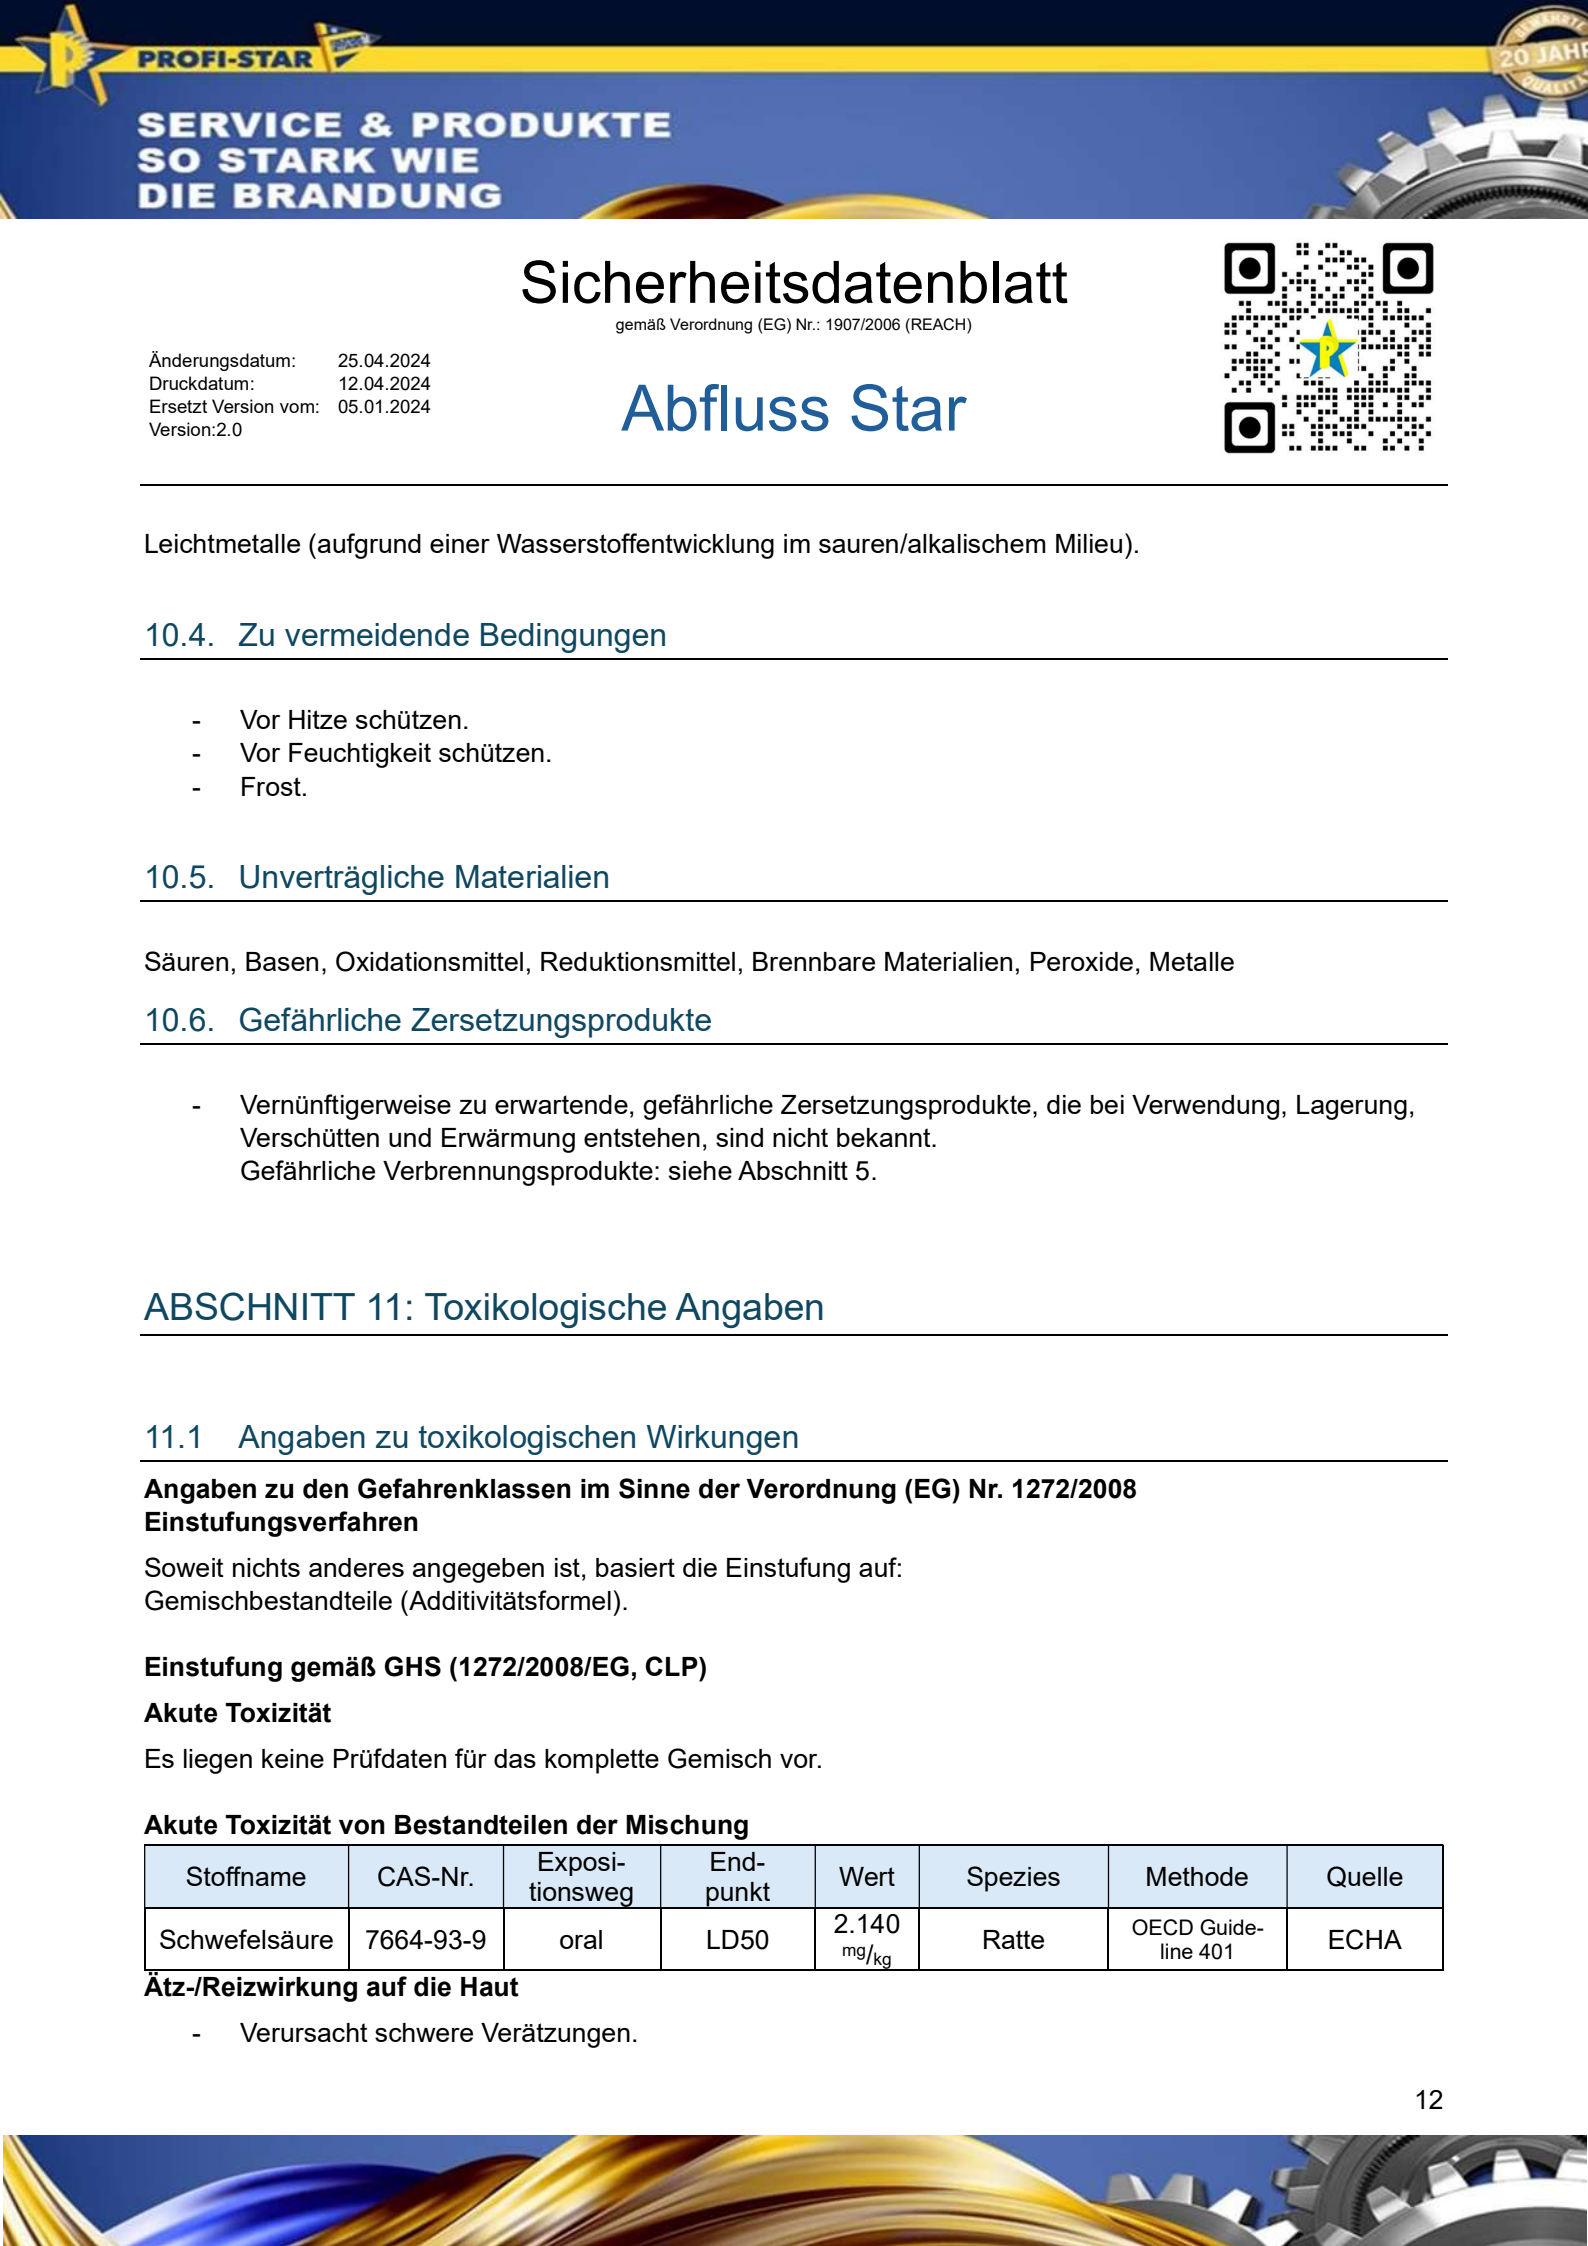 PROFI-STAR
20 JAHRE
SERVICE & PRODUKTE
SO STARK WIE
DIE BRANDUNG
Sicherheitsdatenblatt
gemäß Verordnung (EG) Nr.: 1907/2006 (REACH)
Änderungsdatum: 25.04.2024
Druckdatum: 12.04.2024
Ersetzt Version vom: 05.01.2024
Version:2.0
Abfluss Star
Leichtmetalle (aufgrund einer Wasserstoffentwicklung im sauren/alkalischem Milieu).
10.4. Zu vermeidende Bedingungen
- Vor Hitze schützen.
- Vor Feuchtigkeit schützen.
- Frost.
10.5. Unverträgliche Materialien
Säuren, Basen, Oxidationsmittel, Reduktionsmittel, Brennbare Materialien, Peroxide, Metalle
10.6. Gefährliche Zersetzungsprodukte
- Vernünftigerweise zu erwartende, gefährliche Zersetzungsprodukte, die bei Verwendung, Lagerung,
Verschütten und Erwärmung entstehen, sind nicht bekannt.
Gefährliche Verbrennungsprodukte: siehe Abschnitt 5.
ABSCHNITT 11: Toxikologische Angaben
11.1 Angaben zu toxikologischen Wirkungen
Angaben zu den Gefahrenklassen im Sinne der Verordnung (EG) Nr. 1272/2008
Einstufungsverfahren
Soweit nichts anderes angegeben ist, basiert die Einstufung auf:
Gemischbestandteile (Additivitätsformel).
Einstufung gemäß GHS (1272/2008/EG, CLP)
Akute Toxizität
Es liegen keine Prüfdaten für das komplette Gemisch vor.
Akute Toxizität von Bestandteilen der Mischung
Stoffname CAS-Nr. Exposi-tionsweg End-punkt Wert Spezies Methode Quelle
Schwefelsäure 7664-93-9 oral LD50 2.140 mg/kg Ratte OECD Guide-line 401 ECHA
Ätz-/Reizwirkung auf die Haut
- Verursacht schwere Verätzungen.
12